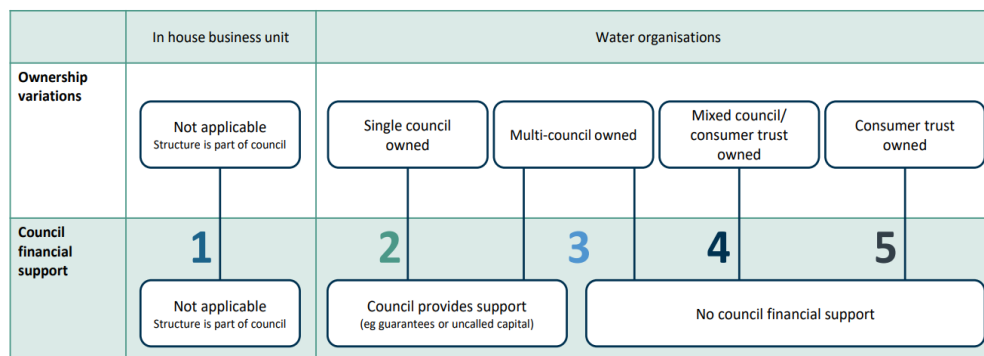 In house business unit
Water organisations
Ownership
variations
Not applicable
Structure is part of council
Single council
owned
Multi-council owned
Mixed council/
consumer trust
owned
Consumer trust
owned
Council
financial
support
1
2
3
4
5
Not applicable
Structure is part of council
Council provides support
(eg guarantees or uncalled capital)
No council financial support